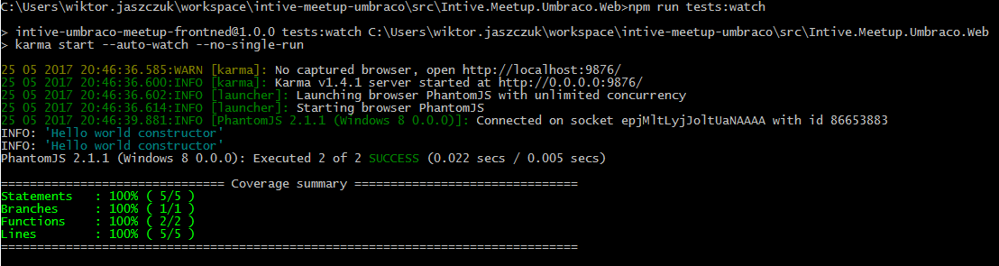 C:\Users\wiktor.jaszczuk\workspace\intive-meetup-umbraco\src\Intive.Meetup.Umbraco.Web>npm run tests:watch
> intive-umbraco-meetup-frontned@1.0.0 tests:watch C:\Users\wiktor.jaszczuk\workspace\intive-meetup-umbraco\src\Intive.Meetup.Umbraco.Web
> karma start --auto-watch --no-single-run
25 05 2017 20:46:36.585:WARN [karma]: No captured browser, open http://localhost:9876/
25 05 2017 20:46:36.600:INFO [karma]: Karma v1.4.1 server started at http://0.0.0.0:9876/
25 05 2017 20:46:36.602:INFO [launcher]: Launching browser PhantomJS with unlimited concurrency
25 05 2017 20:46:36.614:INFO [launcher]: Starting browser PhantomJS
25 05 2017 20:46:39.881:INFO [PhantomJS 2.1.1 (Windows 8 0.0.0)]: Connected on socket epjMltLyjJoltUaNAAAA with id 86653883
INFO: 'Hello world constructor'
INFO: 'Hello world constructor'
PhantomJS 2.1.1 (Windows 8 0.0.0): Executed 2 of 2 SUCCESS (0.022 secs / 0.005 secs)
=============================== Coverage summary ===============================
Statements   : 100% ( 5/5 )
Branches     : 100% ( 1/1 )
Functions    : 100% ( 2/2 )
Lines        : 100% ( 5/5 )
================================================================================